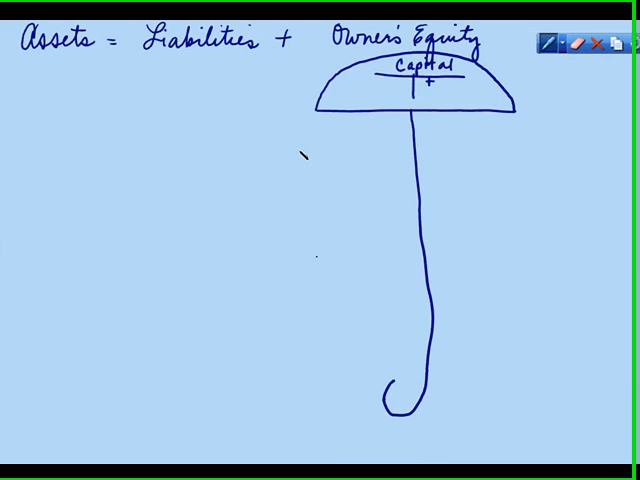 Assets = Liabilities + Owner's Equity
Capital
+